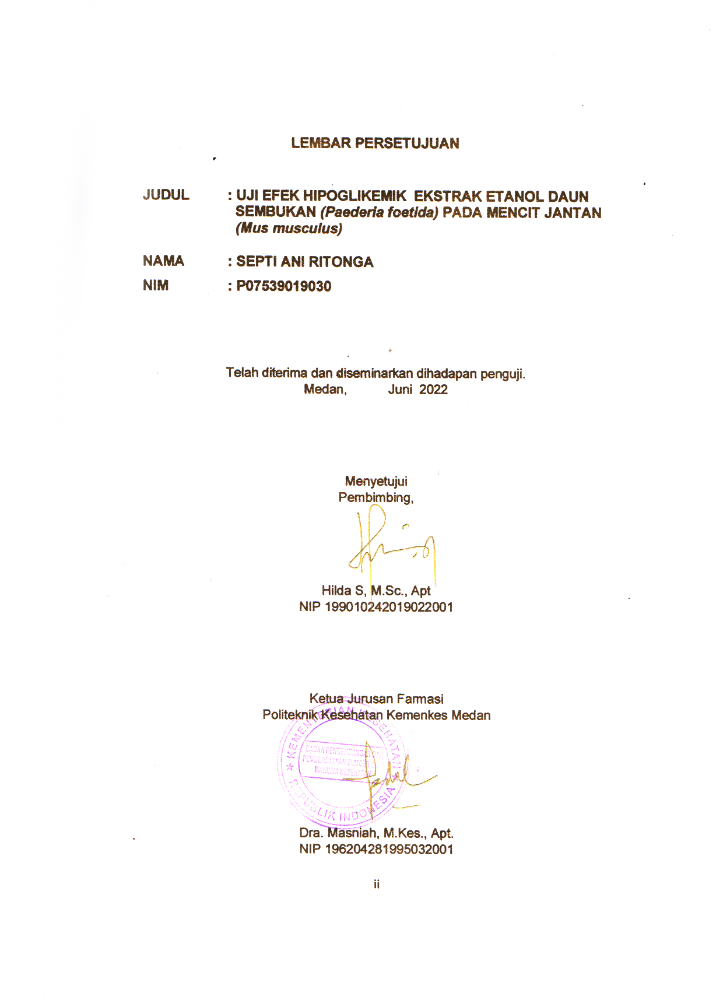 LEMBAR PERSETUJUAN
JUDUL : UJI EFEK HIPOGLIKEMIK EKSTRAK ETANOL DAUN
SEMBUKAN (Paederia foetida) PADA MENCIT JANTAN
(Mus musculus)
NAMA : SEPTI ANI RITONGA
NIM : P07539019030
Telah diterima dan diseminarkan dihadapan penguji.
Medan, Juni 2022
Menyetujui
Pembimbing,
Hilda S, M.Sc., Apt
NIP 199010242019022001
Ketua Jurusan Farmasi
Politeknik Kesehatan Kemenkes Medan
KEMENTERIAN KESEHATAN
BADAN PENGEMBANGAN
PEMBERDAYAAN SUMBER
MANUSIA KESEHATAN
REPUBLIK INDONESIA
Dra. Masniah, M.Kes., Apt.
NIP 196204281995032001
ii